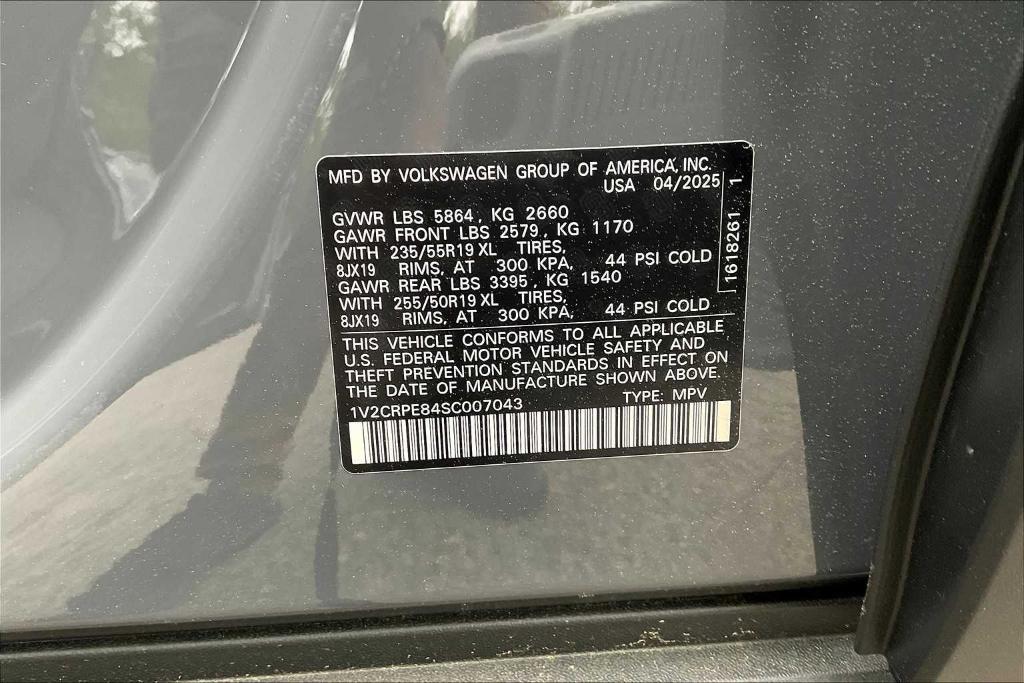 MFD BY VOLKSWAGEN GROUP OF AMERICA, INC.
USA 04/2025
GVWR LBS 5864, KG 2660
GAWR FRONT LBS 2579, KG 1170
WITH 235/55R19 XL TIRES,
8JX19 RIMS, AT 300 KPA, 44 PSI COLD
GAWR REAR LBS 3395, KG 1540
WITH 255/50R19 XL TIRES,
8JX19 RIMS, AT 300 KPA, 44 PSI COLD
1618261 1
THIS VEHICLE CONFORMS TO ALL APPLICABLE
U.S. FEDERAL MOTOR VEHICLE SAFETY AND
THEFT PREVENTION STANDARDS IN EFFECT ON
THE DATE OF MANUFACTURE SHOWN ABOVE.
1V2CRPE84SC007043 TYPE: MPV